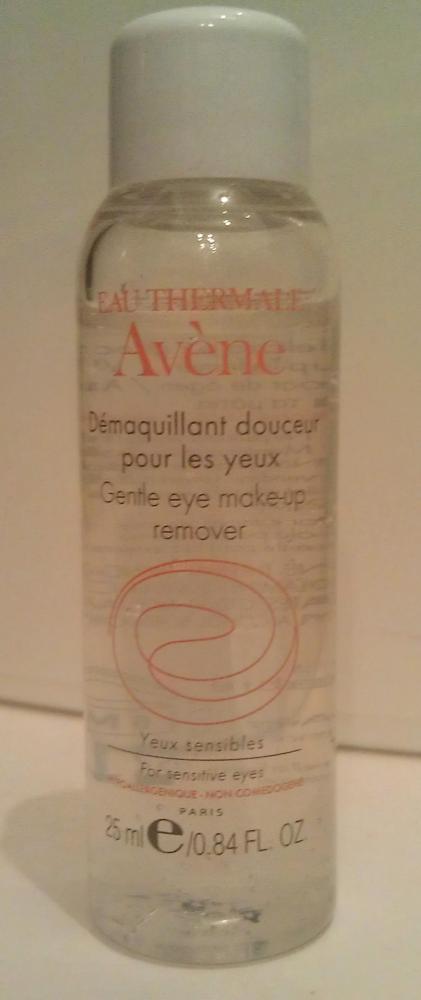 EAU THERMALE
Avène
Démaquillant douceur
pour les yeux
Gentle eye make-up
remover
Yeux sensibles
For sensitive eyes
HYPOALLERGENIQUE - NON COMEDOGENE
PARIS
25 ml e/0.84 FL. OZ.